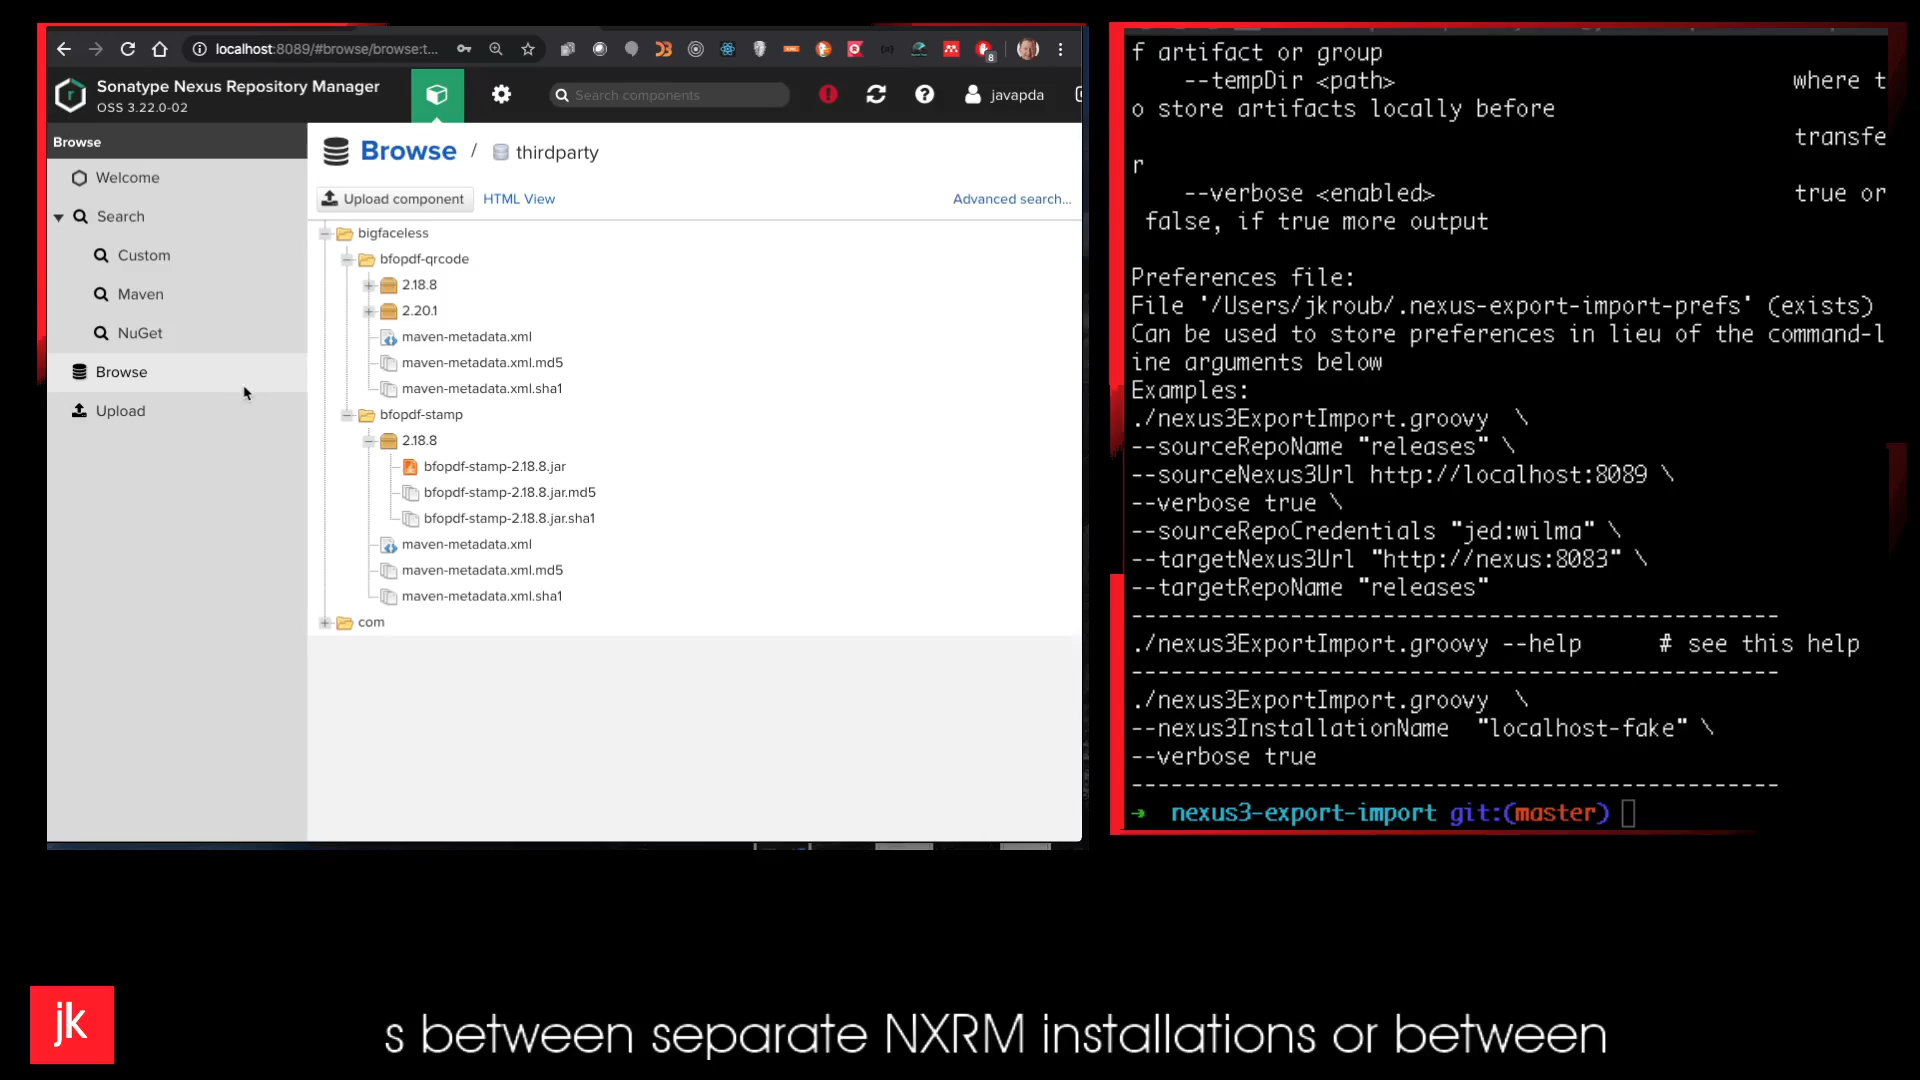 localhost:8089/#browse/browse:t...
8
Sonatype Nexus Repository Manager
OSS 3.22.0-02
Search components
javapda
Browse
Welcome
Search
Custom
Maven
NuGet
Browse
Upload
Browse / thirdparty
Upload component
HTML View
Advanced search...
bigfaceless
bfopdf-qrcode
2.18.8
2.20.1
maven-metadata.xml
maven-metadata.xml.md5
maven-metadata.xml.sha1
bfopdf-stamp
2.18.8
bfopdf-stamp-2.18.8.jar
bfopdf-stamp-2.18.8.jar.md5
bfopdf-stamp-2.18.8.jar.sha1
maven-metadata.xml
maven-metadata.xml.md5
maven-metadata.xml.sha1
com
f artifact or group
--tempDir <path> where t
o store artifacts locally before
transfe
r
--verbose <enabled> true or
false, if true more output
Preferences file:
File '/Users/jkroub/.nexus-export-import-prefs' (exists)
Can be used to store preferences in lieu of the command-l
ine arguments below
Examples:
./nexus3ExportImport.groovy \
--sourceRepoName "releases" \
--sourceNexus3Url http://localhost:8089 \
--verbose true \
--sourceRepoCredentials "jed:wilma" \
--targetNexus3Url "http://nexus:8083" \
--targetRepoName "releases"
-------------------------------------------------
./nexus3ExportImport.groovy --help # see this help
-------------------------------------------------
./nexus3ExportImport.groovy \
--nexus3InstallationName "localhost-fake" \
--verbose true
-------------------------------------------------
→ nexus3-export-import git:(master)
jk
s between separate NXRM installations or between